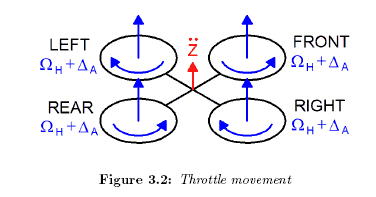 LEFT
Ω_H+Δ_A
Z̈
FRONT
Ω_H+Δ_A
REAR
Ω_H+Δ_A
RIGHT
Ω_H+Δ_A
Figure 3.2: Throttle movement